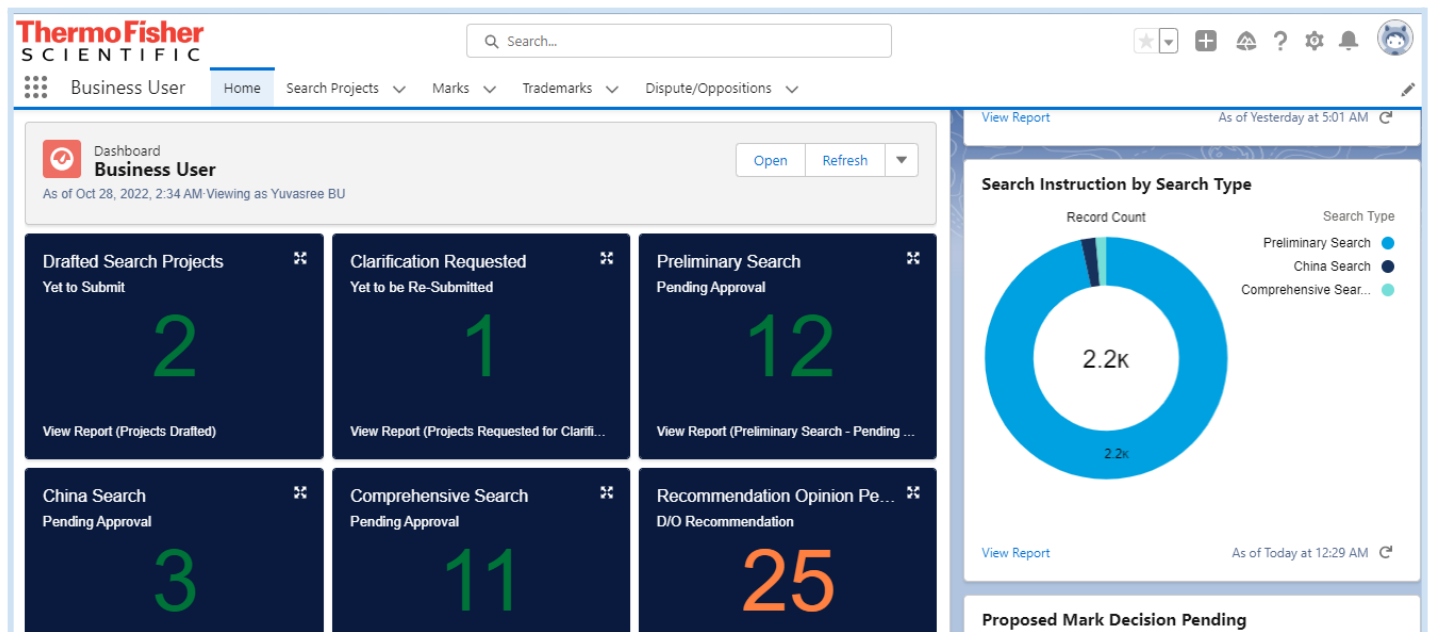 ThermoFisher
SCIENTIFIC
Search...
Business User
Home
Search Projects
Marks
Trademarks
Dispute/Oppositions
Dashboard
Business User
As of Oct 28, 2022, 2:34 AM·Viewing as Yuvasree BU
Open
Refresh
Drafted Search Projects
Yet to Submit
2
View Report (Projects Drafted)
Clarification Requested
Yet to be Re-Submitted
1
View Report (Projects Requested for Clarifi...
Preliminary Search
Pending Approval
12
View Report (Preliminary Search - Pending ...
China Search
Pending Approval
3
Comprehensive Search
Pending Approval
11
Recommendation Opinion Pe...
D/O Recommendation
25
View Report
As of Yesterday at 5:01 AM
Search Instruction by Search Type
Record Count
Search Type
Preliminary Search
China Search
Comprehensive Sear...
2.2K
2.2K
View Report
As of Today at 12:29 AM
Proposed Mark Decision Pending